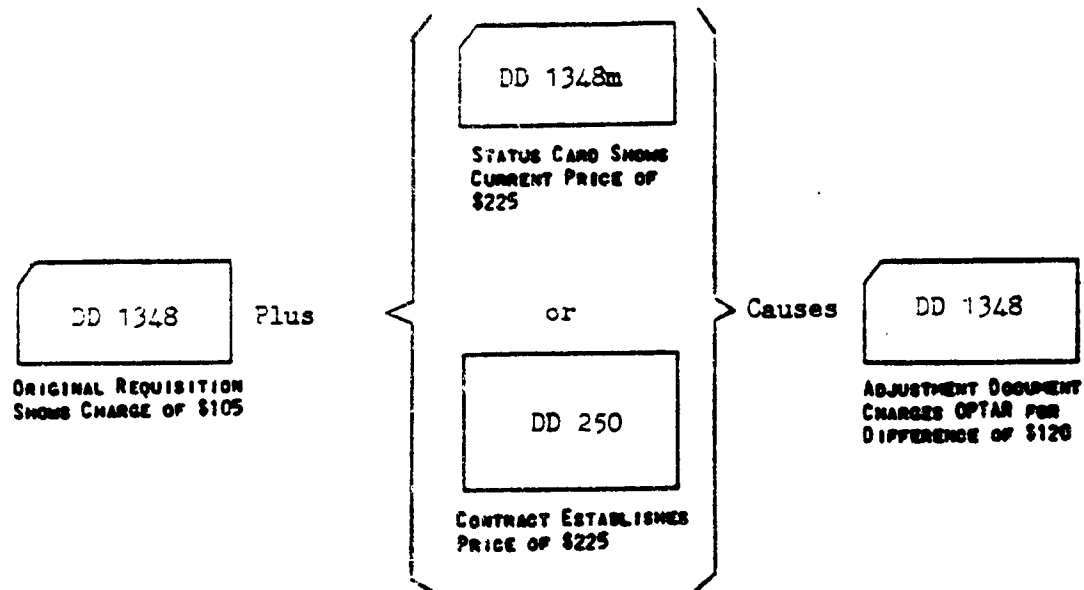 DD 1348
ORIGINAL REQUISITION
SHOWS CHARGE OF $105
Plus
DD 1348m
STATUS CARD SHOWS
CURRENT PRICE OF
$225
or
DD 250
CONTRACT ESTABLISHES
PRICE OF $225
Causes
DD 1348
ADJUSTMENT DOCUMENT
CHARGES OPTAR FOR
DIFFERENCE OF $120